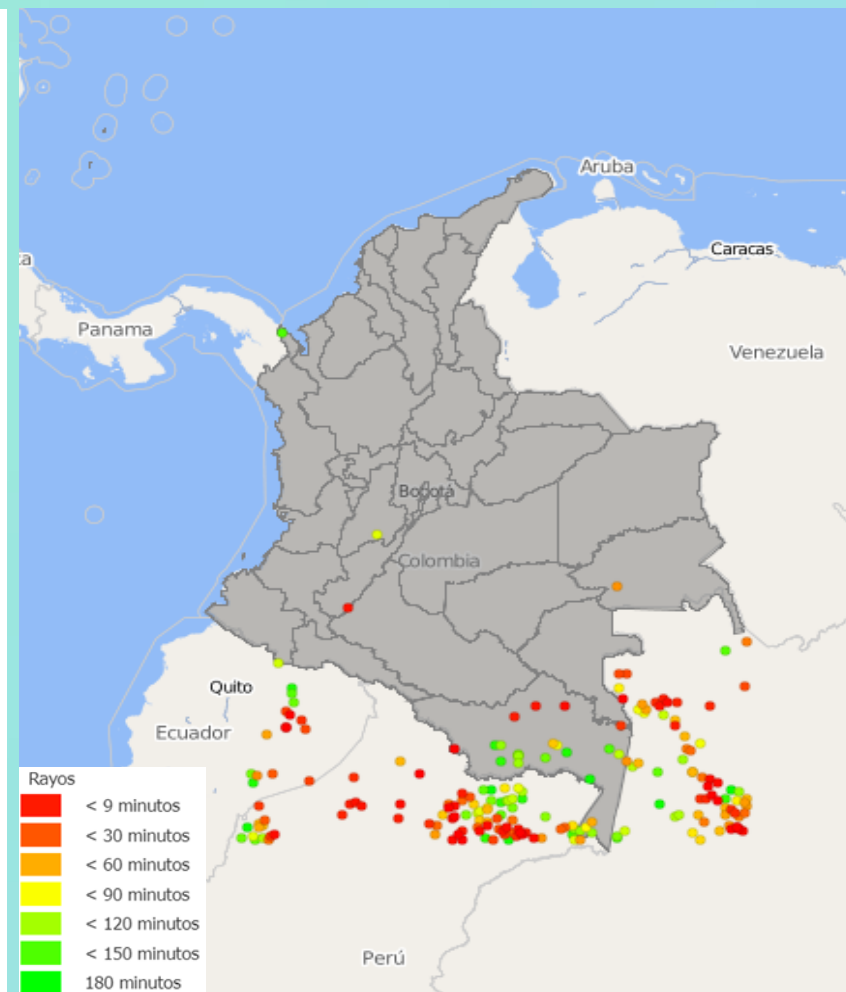 Aruba
Caracas
Panama
Venezuela
Bogotá
Colombia
Quito
Ecuador
Rayos
< 9 minutos
< 30 minutos
< 60 minutos
< 90 minutos
< 120 minutos
< 150 minutos
180 minutos
Perú